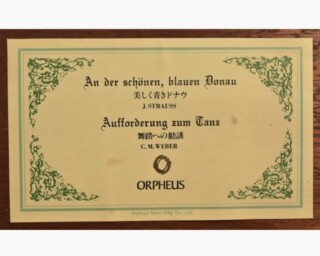 An der schönen, blauen Donau
美しく青きドナウ
J. STRAUSS
Aufforderung zum Tanz
舞踏への勧誘
C. M. WEBER
ORPHEUS